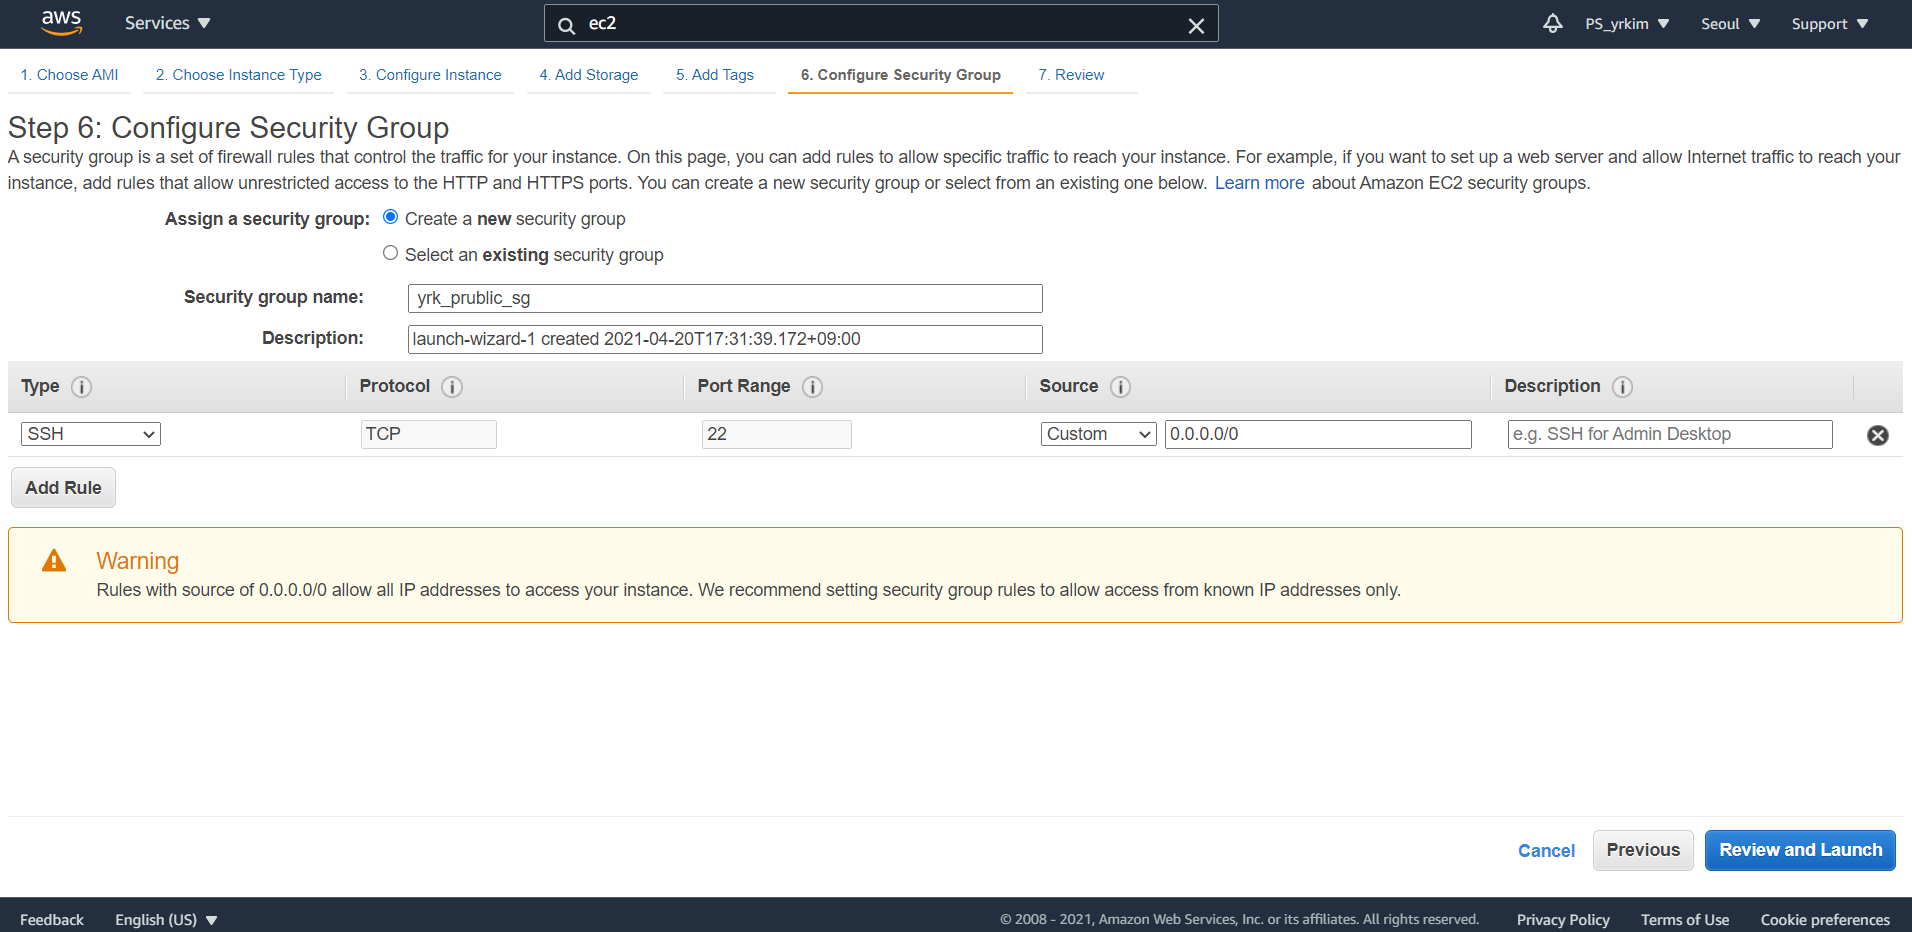 aws Services ec2 PS_yrkim Seoul Support
1. Choose AMI 2. Choose Instance Type 3. Configure Instance 4. Add Storage 5. Add Tags 6. Configure Security Group 7. Review
Step 6: Configure Security Group
A security group is a set of firewall rules that control the traffic for your instance. On this page, you can add rules to allow specific traffic to reach your instance. For example, if you want to set up a web server and allow Internet traffic to reach your
instance, add rules that allow unrestricted access to the HTTP and HTTPS ports. You can create a new security group or select from an existing one below. Learn more about Amazon EC2 security groups.
Assign a security group: Create a new security group
Select an existing security group
Security group name: yrk_prublic_sg
Description: launch-wizard-1 created 2021-04-20T17:31:39.172+09:00
Type i Protocol i Port Range i Source i Description i
SSH TCP 22 Custom 0.0.0.0/0 e.g. SSH for Admin Desktop
Add Rule
Warning
Rules with source of 0.0.0.0/0 allow all IP addresses to access your instance. We recommend setting security group rules to allow access from known IP addresses only.
Cancel Previous Review and Launch
Feedback English (US) © 2008 - 2021, Amazon Web Services, Inc. or its affiliates. All rights reserved. Privacy Policy Terms of Use Cookie preferences